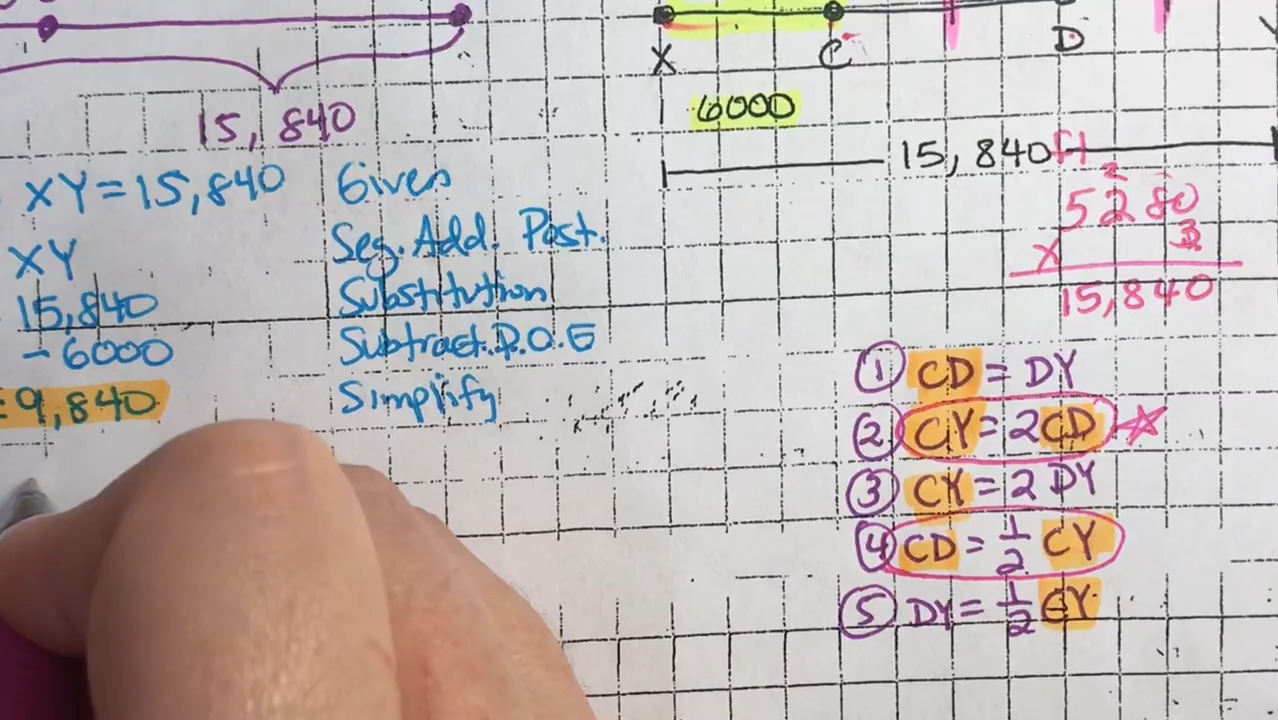 15,840
XY = 15,840 Given
XY Seg. Add. Post.
15,840 Substitution
- 6000 Subtract. P.O.E
= 9,840 Simplify
X C D
6000
15,840 ft
2
5280
x 3
15,840
① CD = DY
② CY = 2CD
③ CY = 2 DY
④ CD = 1/2 CY
⑤ DY = 1/2 CY